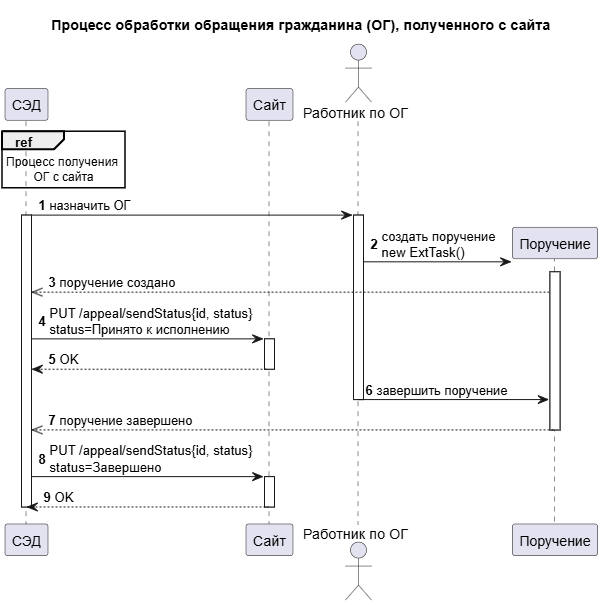 Процесс обработки обращения гражданина (ОГ), полученного с сайта
СЭД
Сайт
Работник по ОГ
ref
Процесс получения
ОГ с сайта
1 назначить ОГ
2 создать поручение
new ExtTask()
Поручение
3 поручение создано
4 PUT /appeal/sendStatus{id, status}
status=Принято к исполнению
5 OK
6 завершить поручение
7 поручение завершено
8 PUT /appeal/sendStatus{id, status}
status=Завершено
9 OK
СЭД
Сайт
Работник по ОГ
Поручение